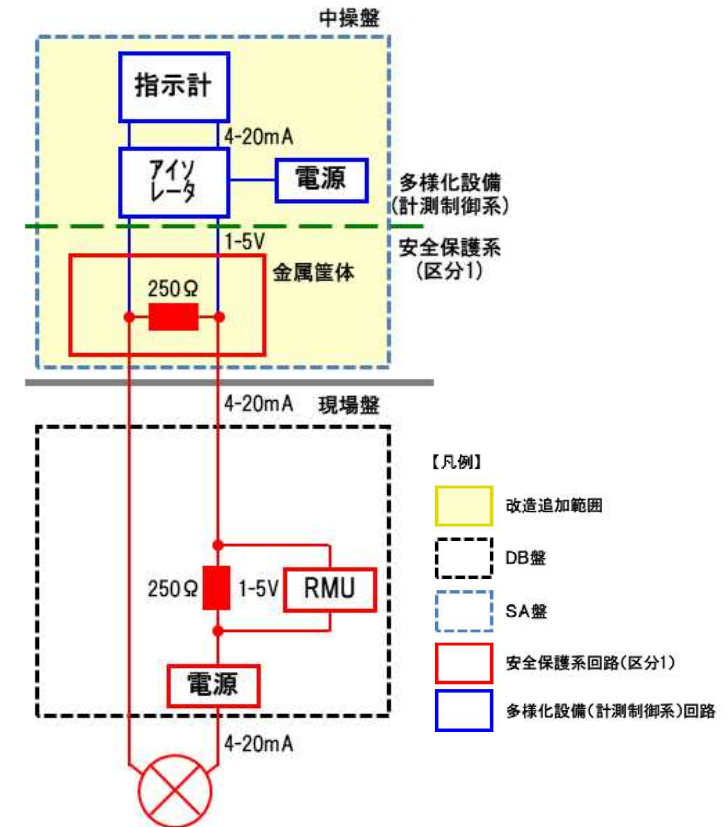 中操盤
指示計
4-20mA
アイソ
レータ
電源
多様化設備
(計測制御系)
安全保護系
(区分1)
1-5V
金属筐体
250Ω
4-20mA
現場盤
250Ω
1-5V
RMU
電源
4-20mA
【凡例】
改造追加範囲
DB盤
SA盤
安全保護系回路(区分1)
多様化設備(計測制御系)回路